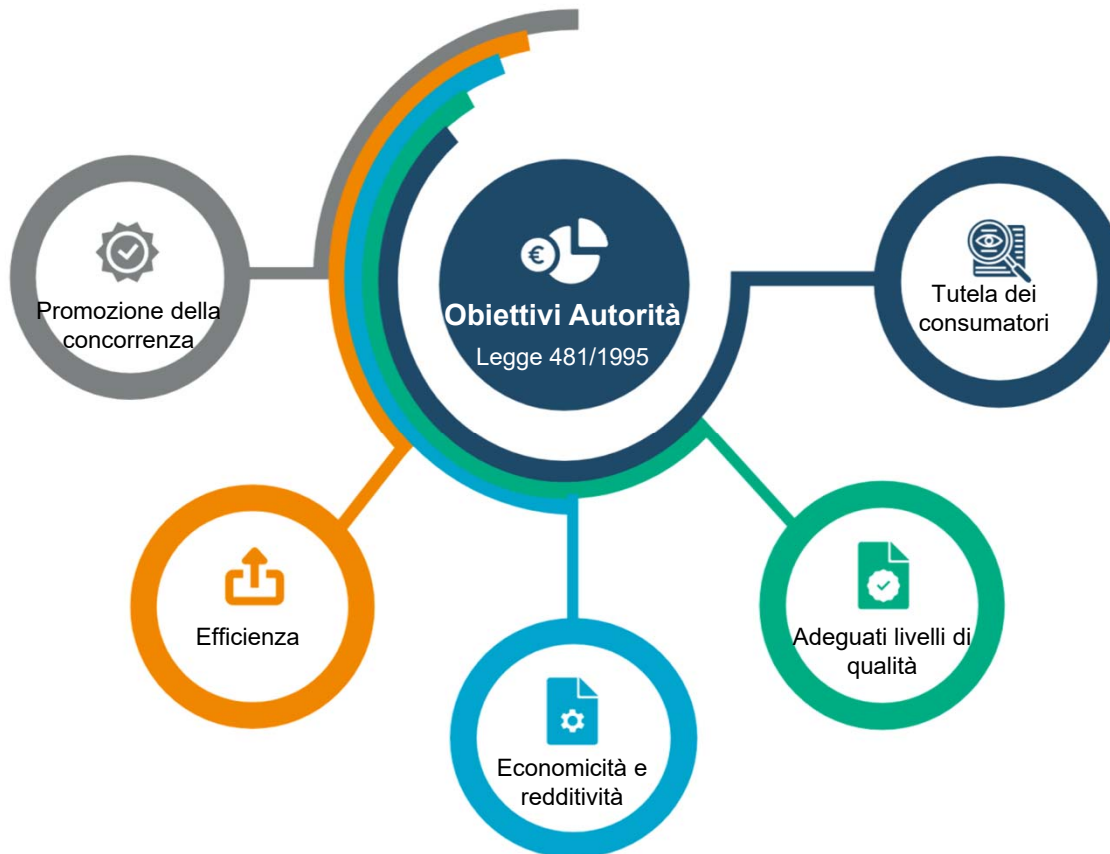 Obiettivi Autorità
Legge 481/1995
Promozione della
concorrenza
Efficienza
Economicità e
redditività
Adeguati livelli di
qualità
Tutela dei
consumatori
€